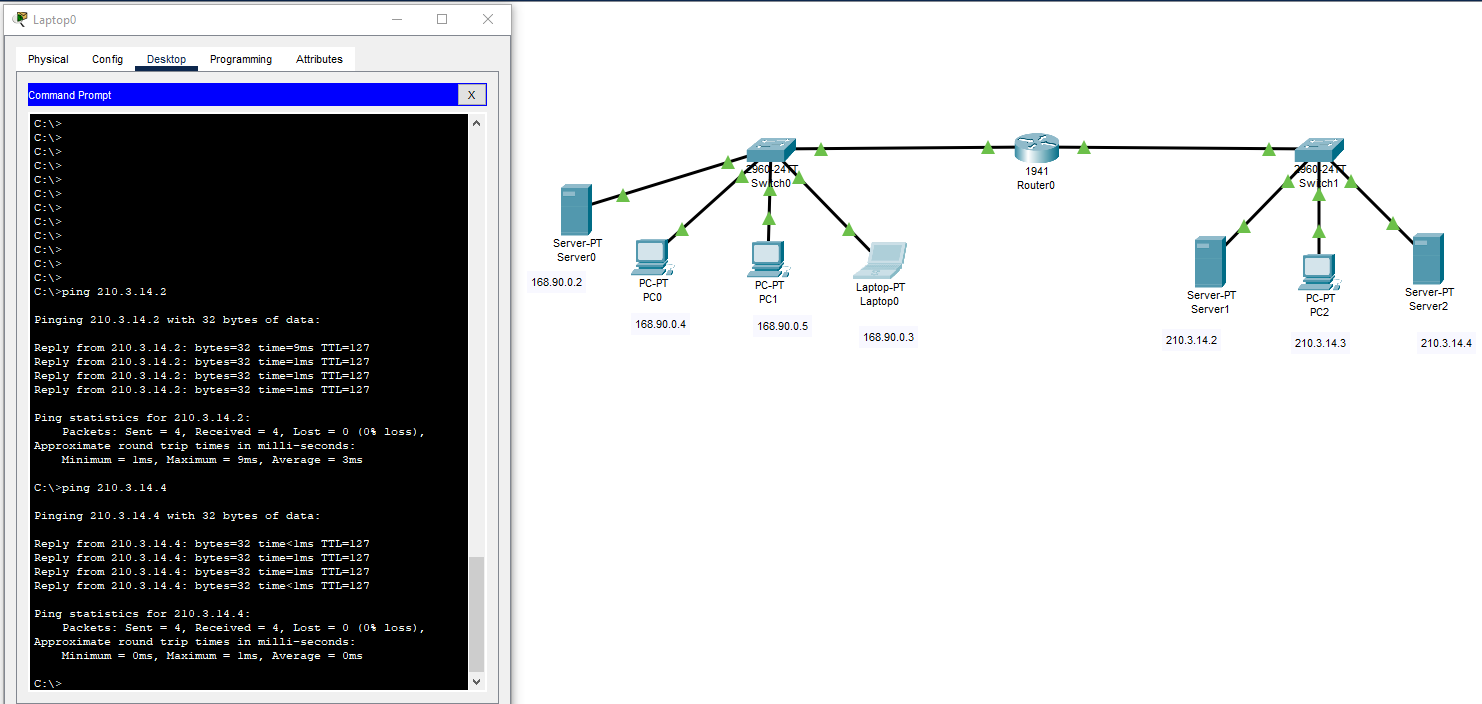 Laptop0
Physical Config Desktop Programming Attributes
Command Prompt X
C:\>
C:\>
C:\>
C:\>
C:\>
C:\>
C:\>
C:\>
C:\>
C:\>
C:\>
C:\>
C:\>ping 210.3.14.2
Pinging 210.3.14.2 with 32 bytes of data:
Reply from 210.3.14.2: bytes=32 time=9ms TTL=127
Reply from 210.3.14.2: bytes=32 time=1ms TTL=127
Reply from 210.3.14.2: bytes=32 time=1ms TTL=127
Reply from 210.3.14.2: bytes=32 time=1ms TTL=127
Ping statistics for 210.3.14.2:
Packets: Sent = 4, Received = 4, Lost = 0 (0% loss),
Approximate round trip times in milli-seconds:
Minimum = 1ms, Maximum = 9ms, Average = 3ms
C:\>ping 210.3.14.4
Pinging 210.3.14.4 with 32 bytes of data:
Reply from 210.3.14.4: bytes=32 time<1ms TTL=127
Reply from 210.3.14.4: bytes=32 time=1ms TTL=127
Reply from 210.3.14.4: bytes=32 time=1ms TTL=127
Reply from 210.3.14.4: bytes=32 time<1ms TTL=127
Ping statistics for 210.3.14.4:
Packets: Sent = 4, Received = 4, Lost = 0 (0% loss),
Approximate round trip times in milli-seconds:
Minimum = 0ms, Maximum = 1ms, Average = 0ms
C:\>
2960-24TT
Switch0
1941
Router0
2960-24TT
Switch1
Server-PT
Server0
168.90.0.2
PC-PT
PC0
168.90.0.4
PC-PT
PC1
168.90.0.5
Laptop-PT
Laptop0
168.90.0.3
Server-PT
Server1
210.3.14.2
PC-PT
PC2
210.3.14.3
Server-PT
Server2
210.3.14.4